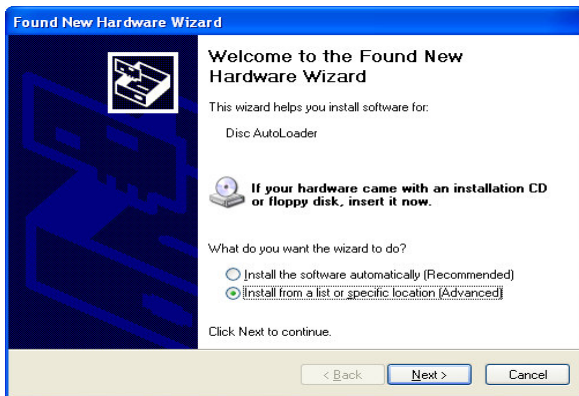 Found New Hardware Wizard
Welcome to the Found New
Hardware Wizard
This wizard helps you install software for:
Disc AutoLoader
If your hardware came with an installation CD
or floppy disk, insert it now.
What do you want the wizard to do?
Install the software automatically (Recommended)
Install from a list or specific location (Advanced)
Click Next to continue.
< Back Next > Cancel